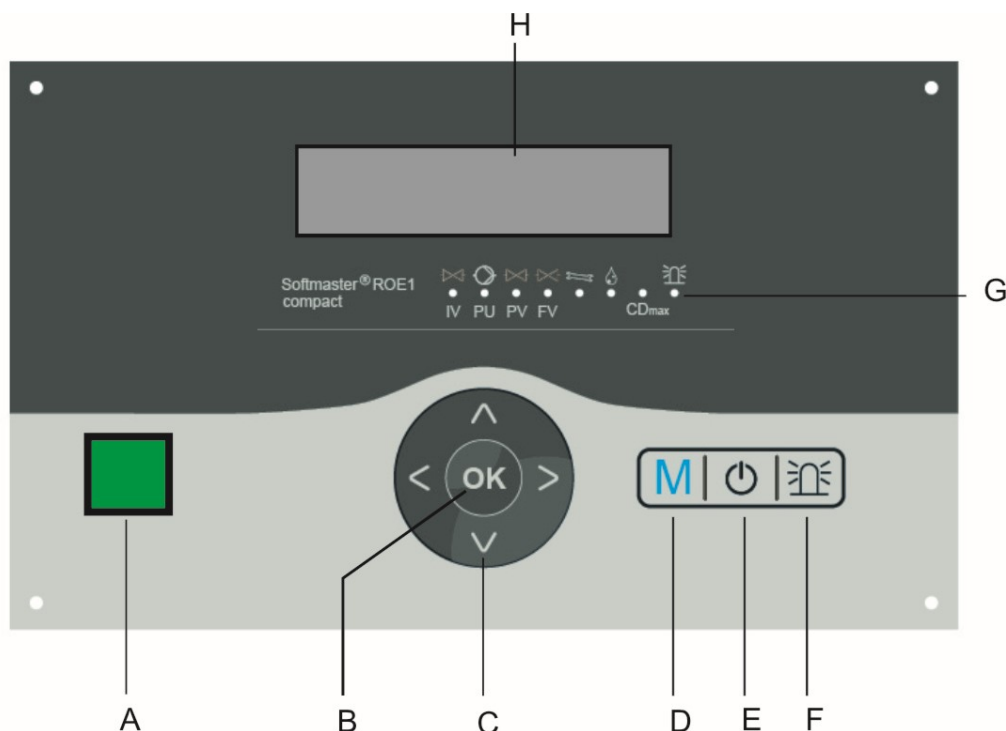 H
Softmaster® ROE1
compact
IV PU PV FV CDmax
G
< OK >
M
A B C D E F